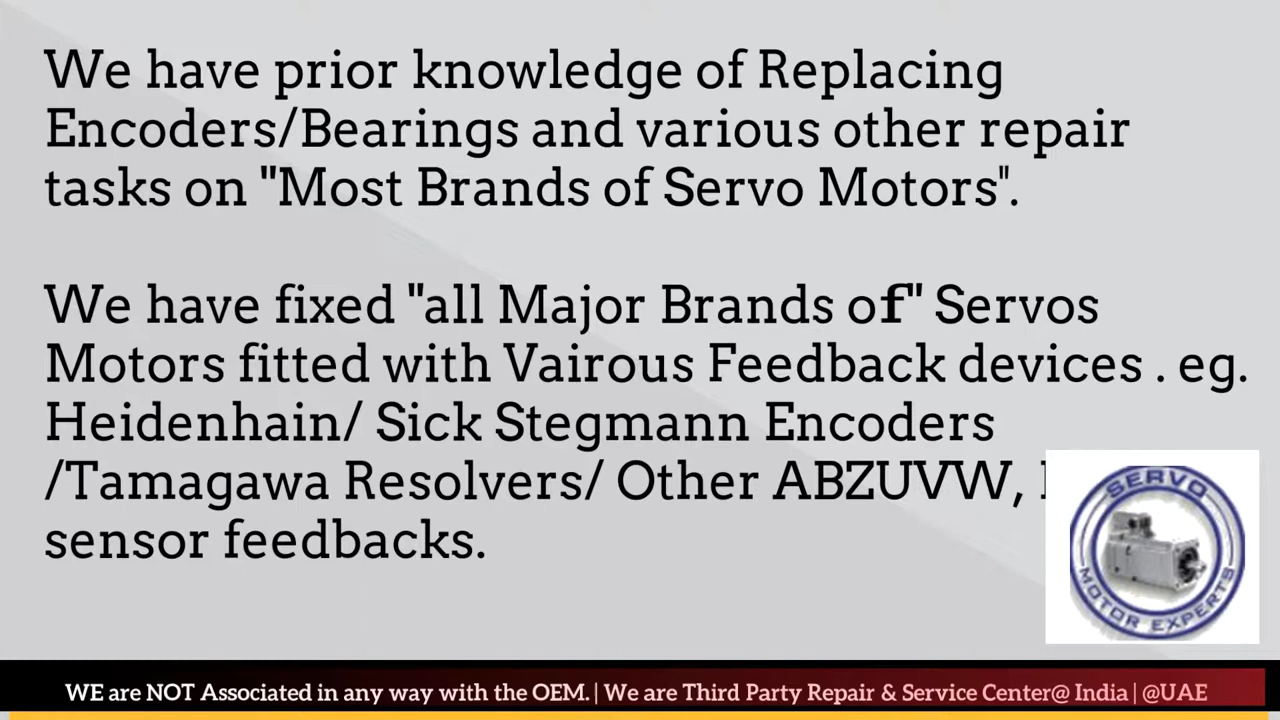 We have prior knowledge of Replacing
Encoders/Bearings and various other repair
tasks on "Most Brands of Servo Motors".
We have fixed "all Major Brands of" Servos
Motors fitted with Vairous Feedback devices . eg.
Heidenhain/ Sick Stegmann Encoders
/Tamagawa Resolvers/ Other ABZUVW,
sensor feedbacks.
SERVO
MOTOR EXPERTS
WE are NOT Associated in any way with the OEM. | We are Third Party Repair & Service Center@ India | @UAE